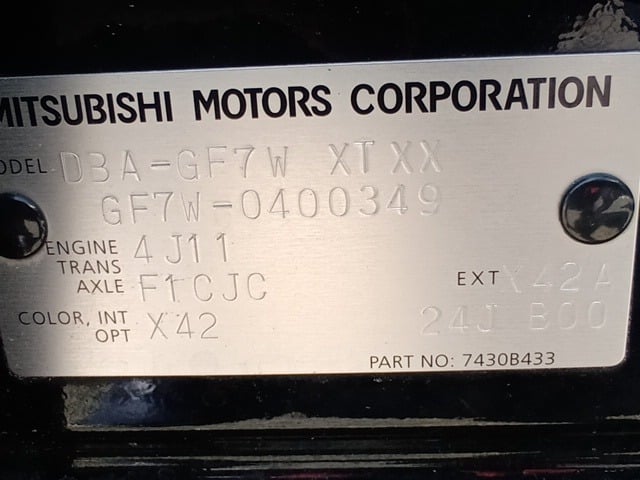 MITSUBISHI MOTORS CORPORATION
MODEL DBA-GF7W XTXX
GF7W-0400349
ENGINE 4J11
TRANS
AXLE F1CJC EXT X42A
COLOR, INT
OPT X42 24J B00
PART NO: 7430B433